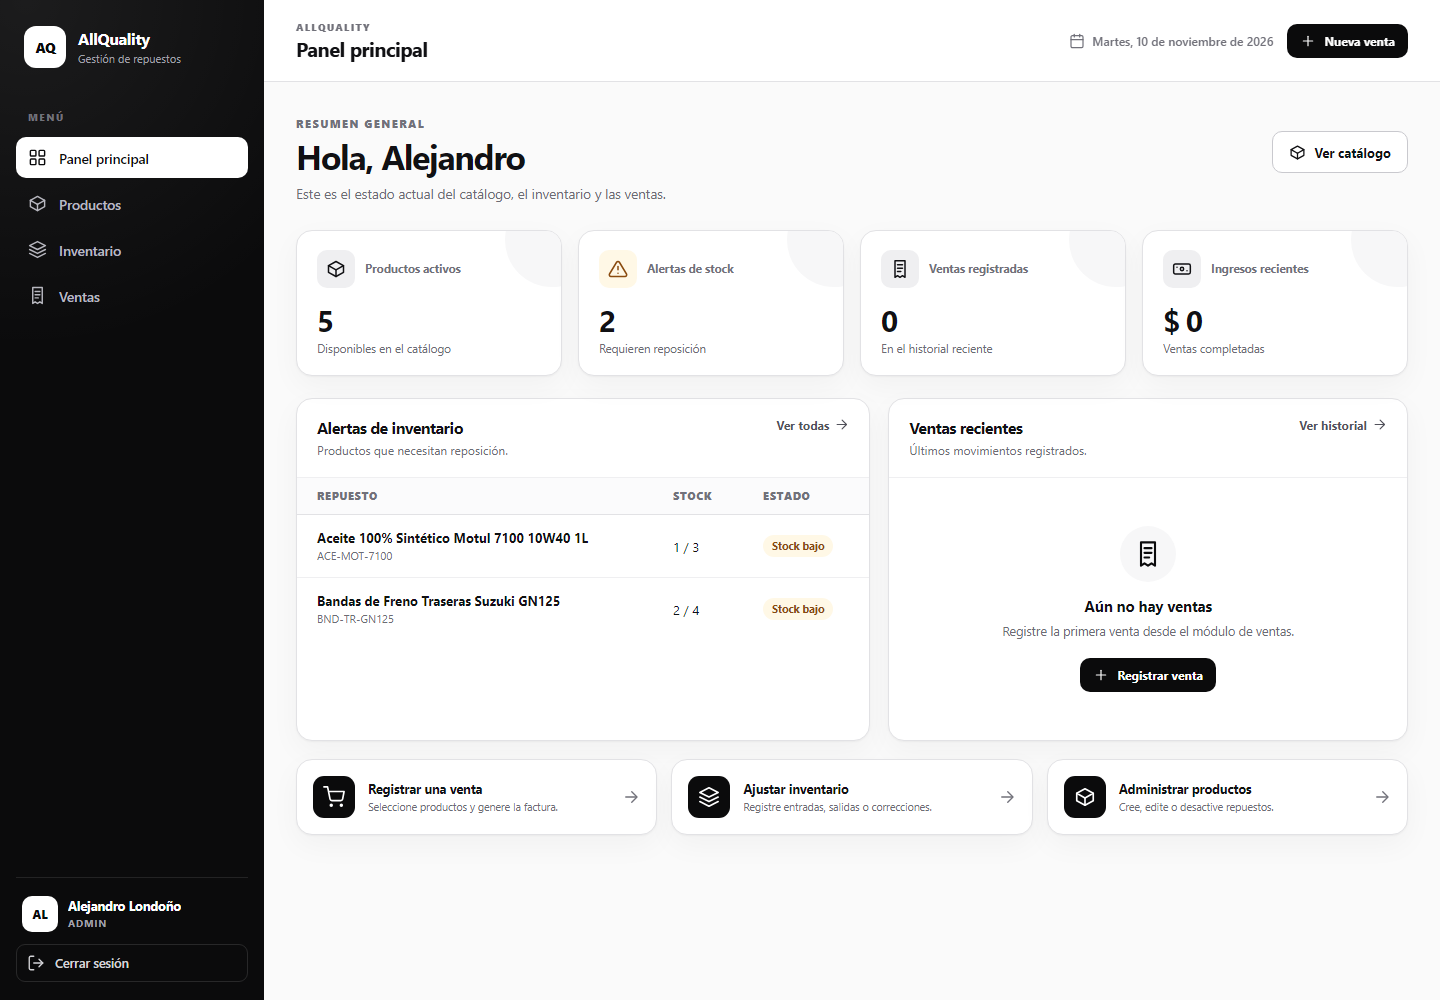 AQ
AllQuality
Gestión de repuestos
MENÚ
Panel principal
Productos
Inventario
Ventas
AL
Alejandro Londoño
ADMIN
Cerrar sesión
ALLQUALITY
Panel principal
Martes, 10 de noviembre de 2026
Nueva venta
RESUMEN GENERAL
Hola, Alejandro
Este es el estado actual del catálogo, el inventario y las ventas.
Ver catálogo
Productos activos
5
Disponibles en el catálogo
Alertas de stock
2
Requieren reposición
Ventas registradas
0
En el historial reciente
Ingresos recientes
$ 0
Ventas completadas
Alertas de inventario
Productos que necesitan reposición.
Ver todas
REPUESTO STOCK ESTADO
Aceite 100% Sintético Motul 7100 10W40 1L
ACE-MOT-7100
1 / 3
Stock bajo
Bandas de Freno Traseras Suzuki GN125
BND-TR-GN125
2 / 4
Stock bajo
Ventas recientes
Últimos movimientos registrados.
Ver historial
Aún no hay ventas
Registre la primera venta desde el módulo de ventas.
Registrar venta
Registrar una venta
Seleccione productos y genere la factura.
Ajustar inventario
Registre entradas, salidas o correcciones.
Administrar productos
Cree, edite o desactive repuestos.